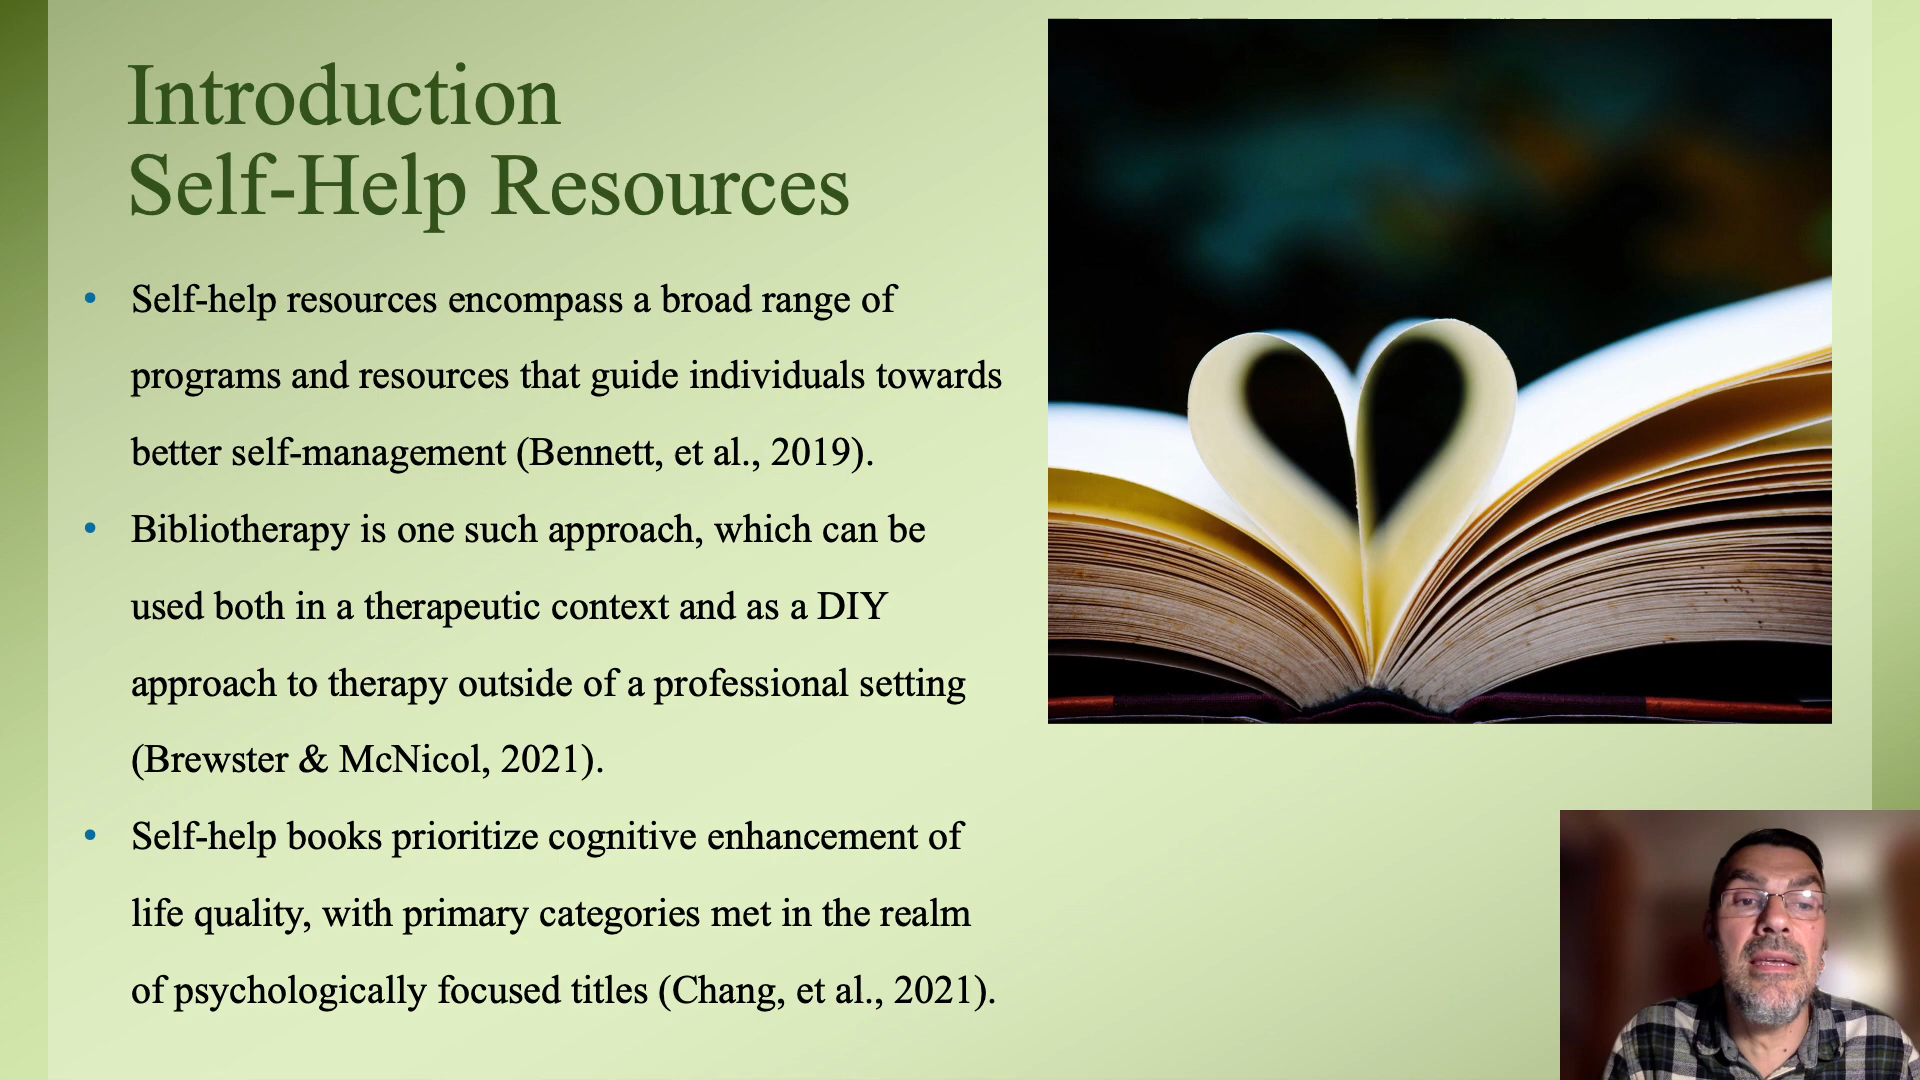 Introduction
Self-Help Resources
• Self-help resources encompass a broad range of
programs and resources that guide individuals towards
better self-management (Bennett, et al., 2019).
• Bibliotherapy is one such approach, which can be
used both in a therapeutic context and as a DIY
approach to therapy outside of a professional setting
(Brewster & McNicol, 2021).
• Self-help books prioritize cognitive enhancement of
life quality, with primary categories met in the realm
of psychologically focused titles (Chang, et al., 2021).